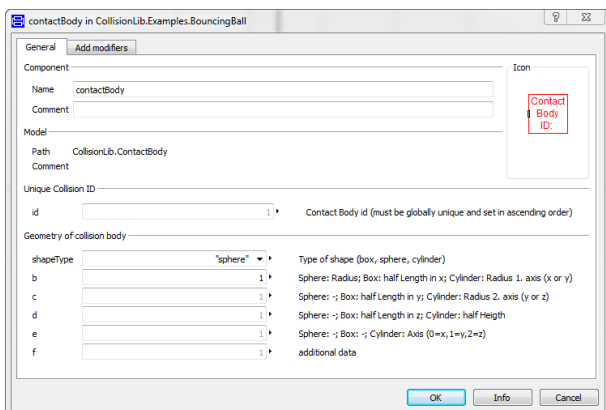 contactBody in CollisionLib.Examples.BouncingBall
General Add modifiers
Component
Icon
Name contactBody
Comment
Contact
Body
ID:
Model
Path CollisionLib.ContactBody
Comment
Unique Collision ID
id 1 Contact Body id (must be globally unique and set in ascending order)
Geometry of collision body
shapeType "sphere" Type of shape (box, sphere, cylinder)
b 1 Sphere: Radius; Box: half Length in x; Cylinder: Radius 1. axis (x or y)
c 1 Sphere: -; Box: half Length in y; Cylinder: Radius 2. axis (y or z)
d 1 Sphere: -; Box: half Length in z; Cylinder: half Heigth
e 1 Sphere: -; Box: -; Cylinder: Axis (0=x,1=y,2=z)
f 1 additional data
OK Info Cancel